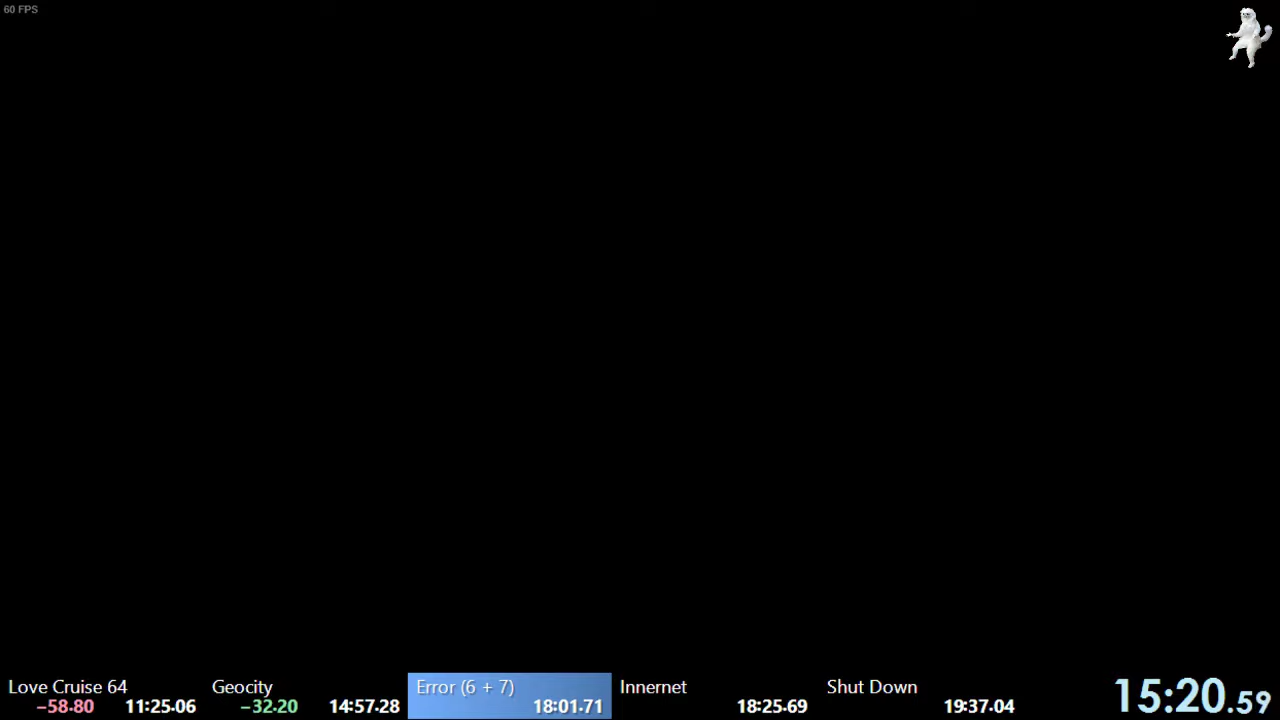 60 FPS
Love Cruise 64 Geocity Error (6 + 7) Innernet Shut Down
−58.80 11:25.06 −32.20 14:57.28 18:01.71 18:25.69 19:37.04 15:20.59